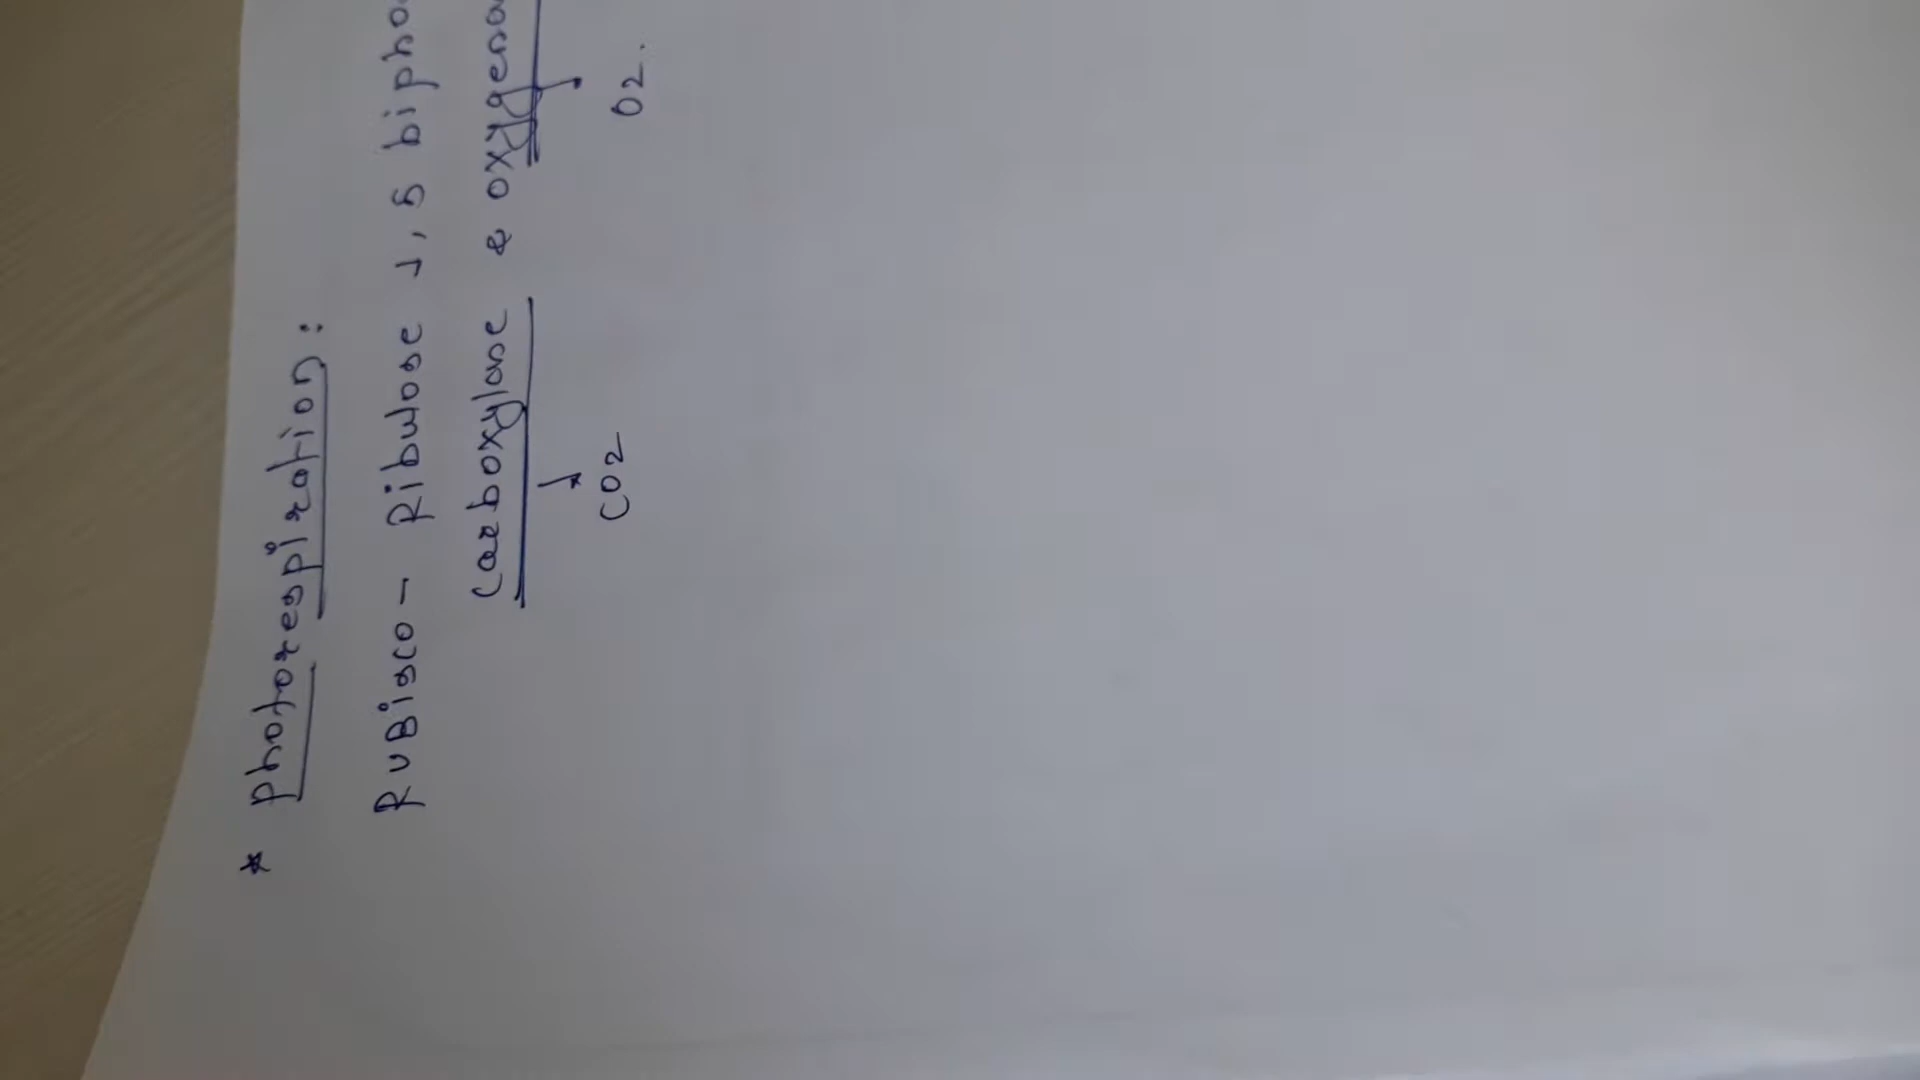 * Photorespiration:
RUBisco - Ribulose 1,5 bipho
carboxylase & oxygena
CO2 O2.